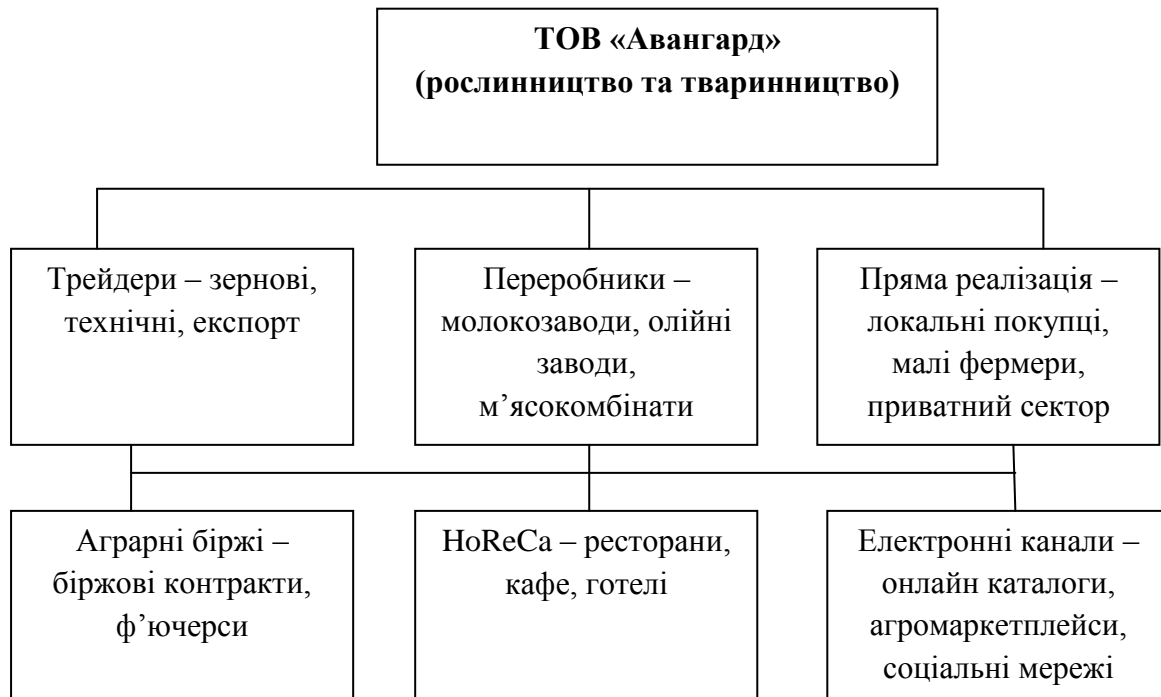 ТОВ «Авангард»
(рослинництво та тваринництво)
Трейдери – зернові,
технічні, експорт
Переробники –
молокозаводи, олійні
заводи,
м’ясокомбінати
Пряма реалізація –
локальні покупці,
малі фермери,
приватний сектор
Аграрні біржі –
біржові контракти,
ф’ючерси
HoReCa – ресторани,
кафе, готелі
Електронні канали –
онлайн каталоги,
агромаркетплейси,
соціальні мережі